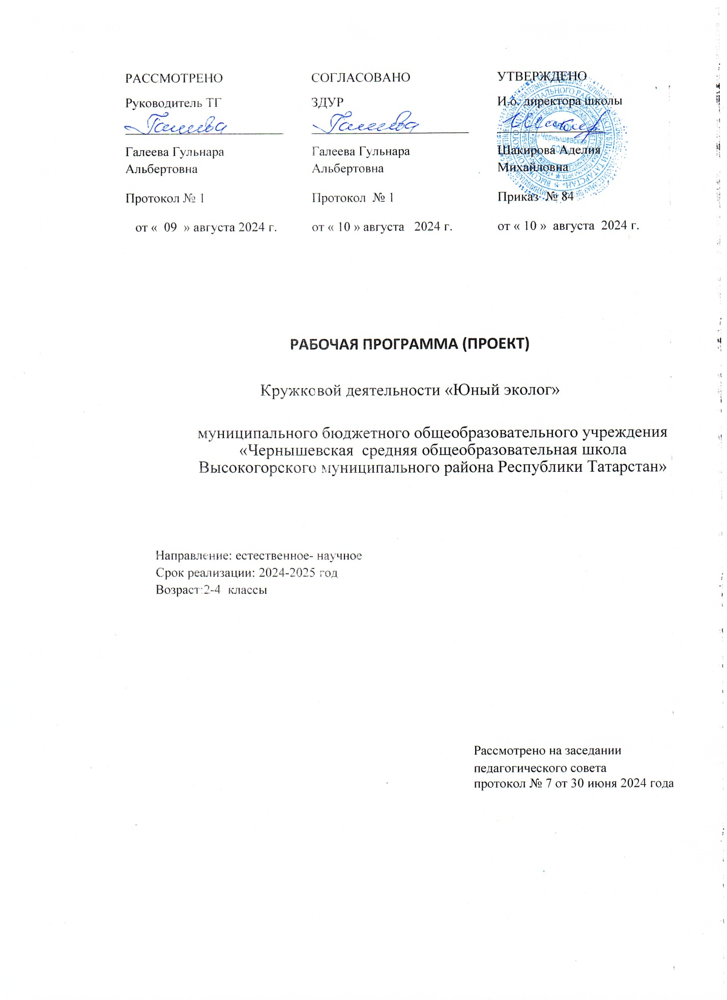 РАССМОТРЕНО
Руководитель ТГ
Галеева Гульнара
Альбертовна
Протокол № 1
от « 09 » августа 2024 г.
СОГЛАСОВАНО
ЗДУР
Галеева Гульнара
Альбертовна
Протокол № 1
от « 10 » августа 2024 г.
УТВЕРЖДЕНО
И.о. директора школы
«Чернышевская
Шакирова Аделия
Михайловна
Приказ № 84
от « 10 » августа 2024 г.
РАБОЧАЯ ПРОГРАММА (ПРОЕКТ)
Кружковой деятельности «Юный эколог»
муниципального бюджетного общеобразовательного учреждения
«Чернышевская средняя общеобразовательная школа
Высокогорского муниципального района Республики Татарстан»
Направление: естественное- научное
Срок реализации: 2024-2025 год
Возраст:2-4 классы
Рассмотрено на заседании
педагогического совета
протокол № 7 от 30 июня 2024 года